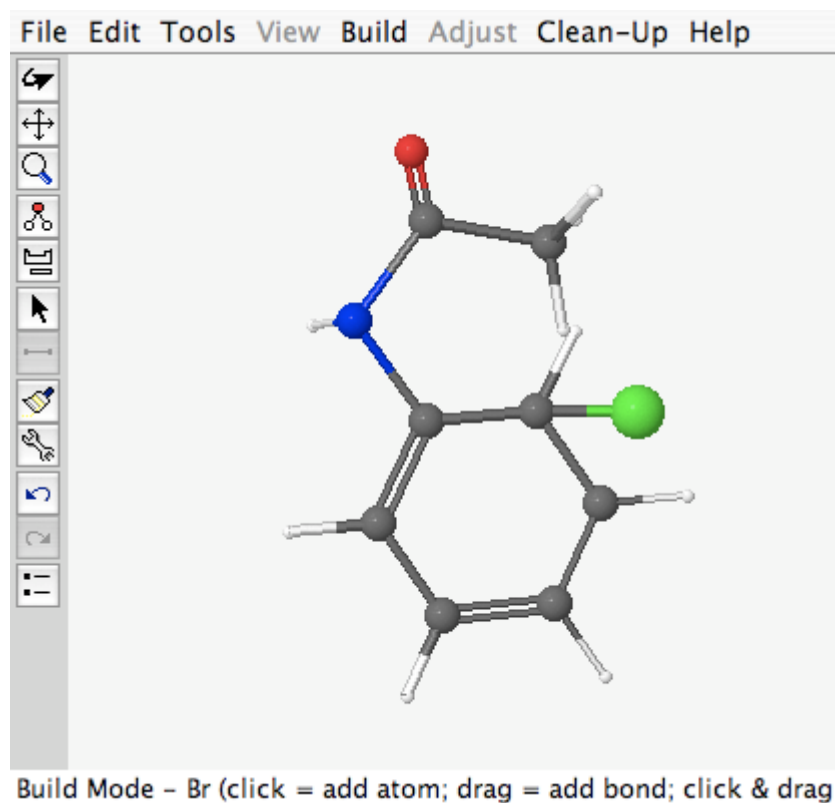 File Edit Tools View Build Adjust Clean-Up Help
Build Mode - Br (click = add atom; drag = add bond; click & drag